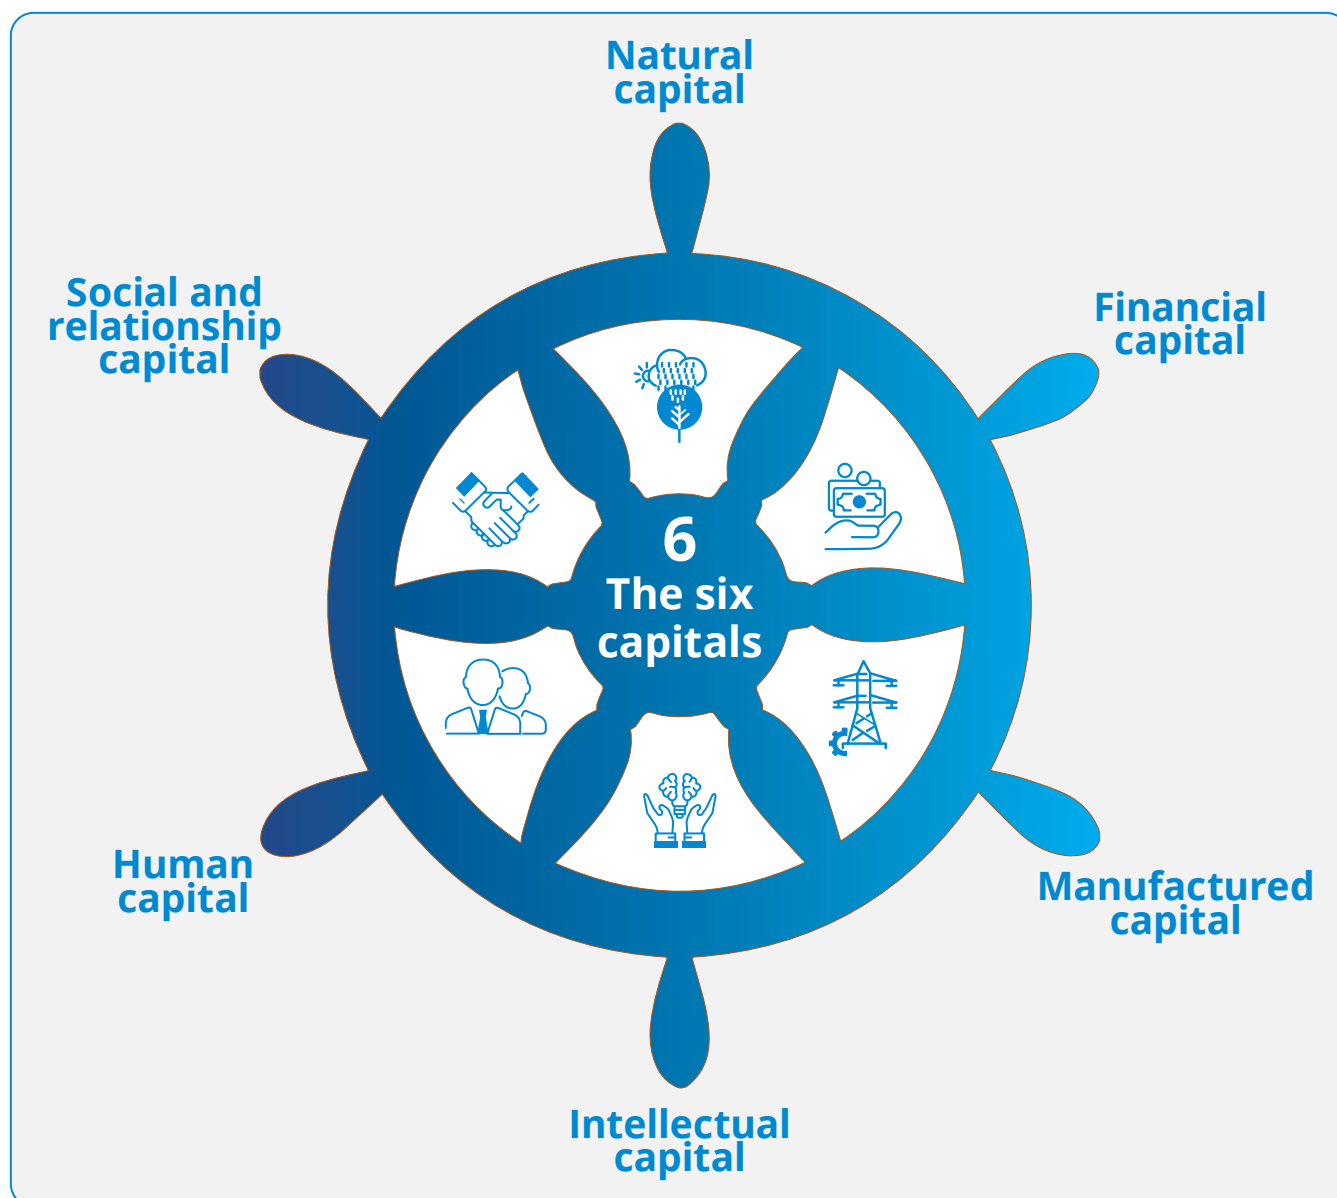 Natural
capital
Social and
relationship
capital
Financial
capital
6
The six
capitals
Human
capital
Manufactured
capital
Intellectual
capital